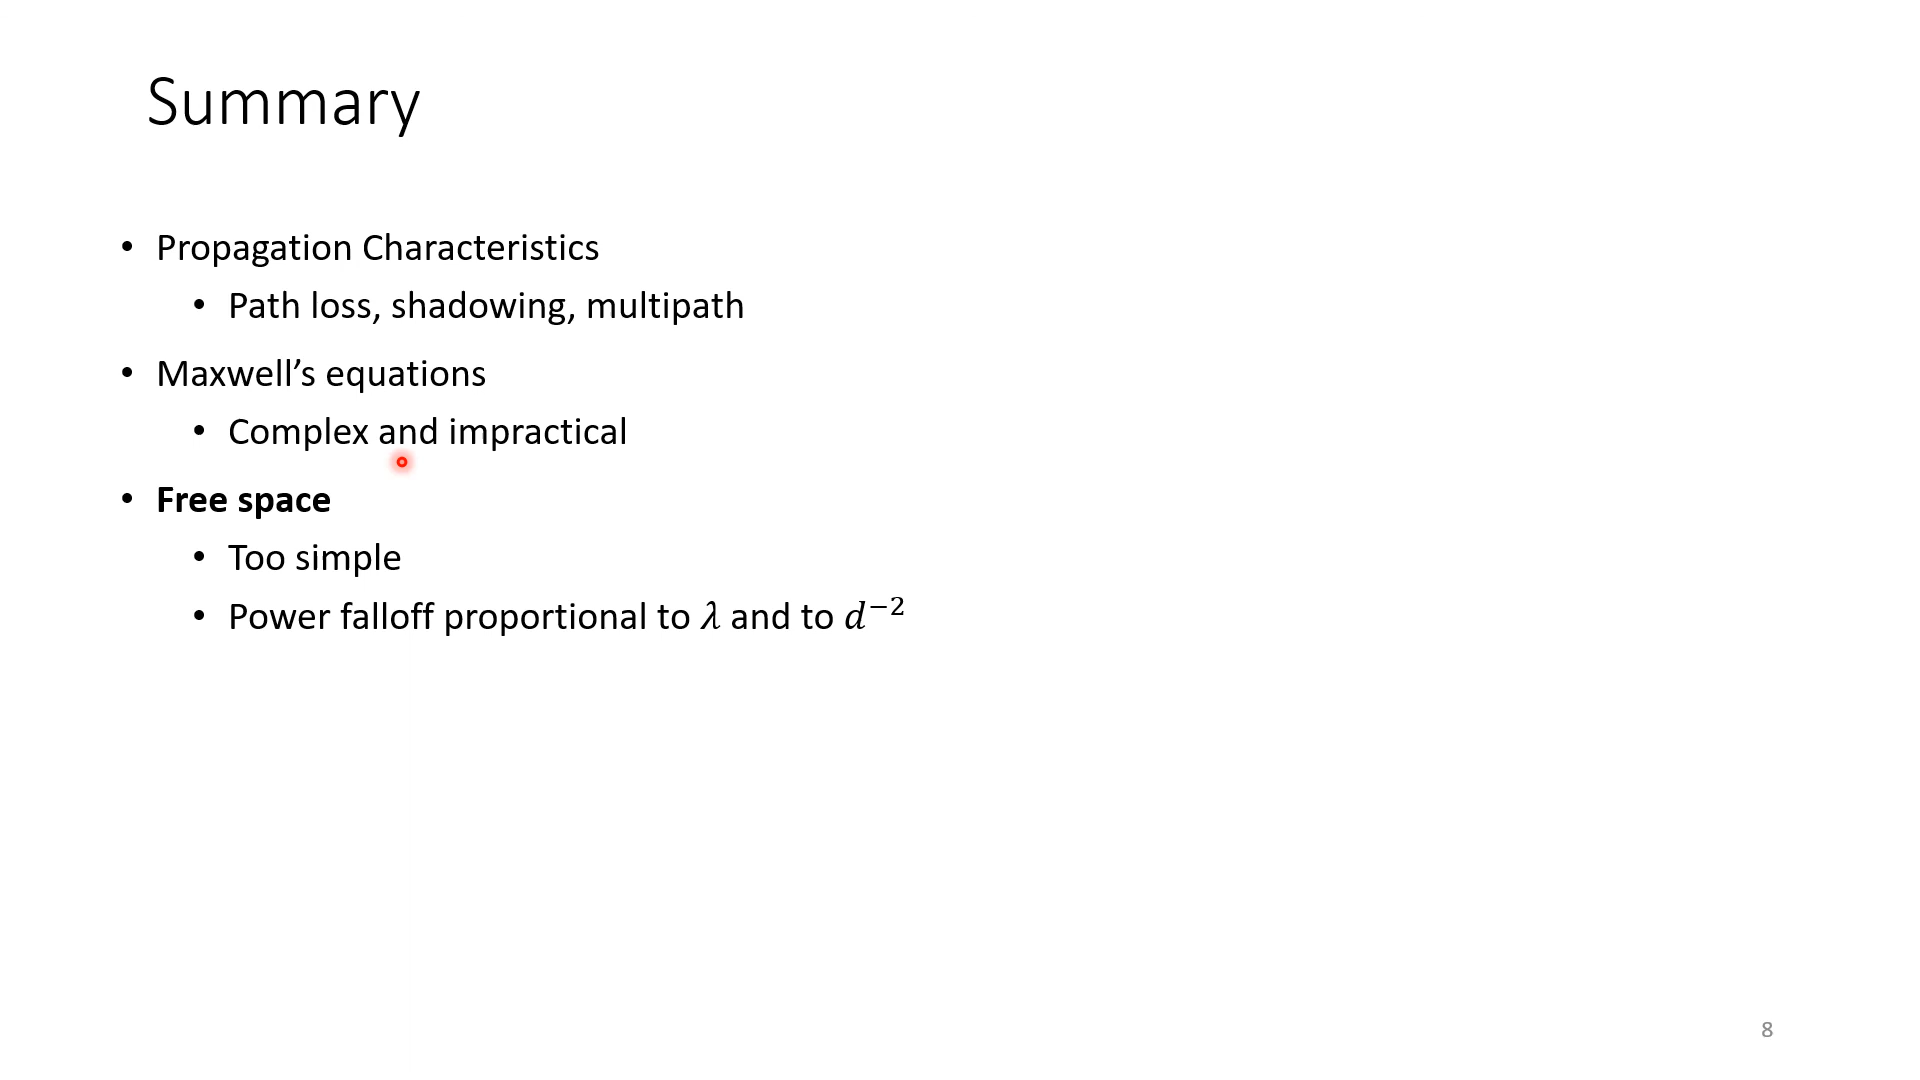 Summary
• Propagation Characteristics
• Path loss, shadowing, multipath
• Maxwell’s equations
• Complex and impractical
• Free space
• Too simple
• Power falloff proportional to λ and to d⁻²
8